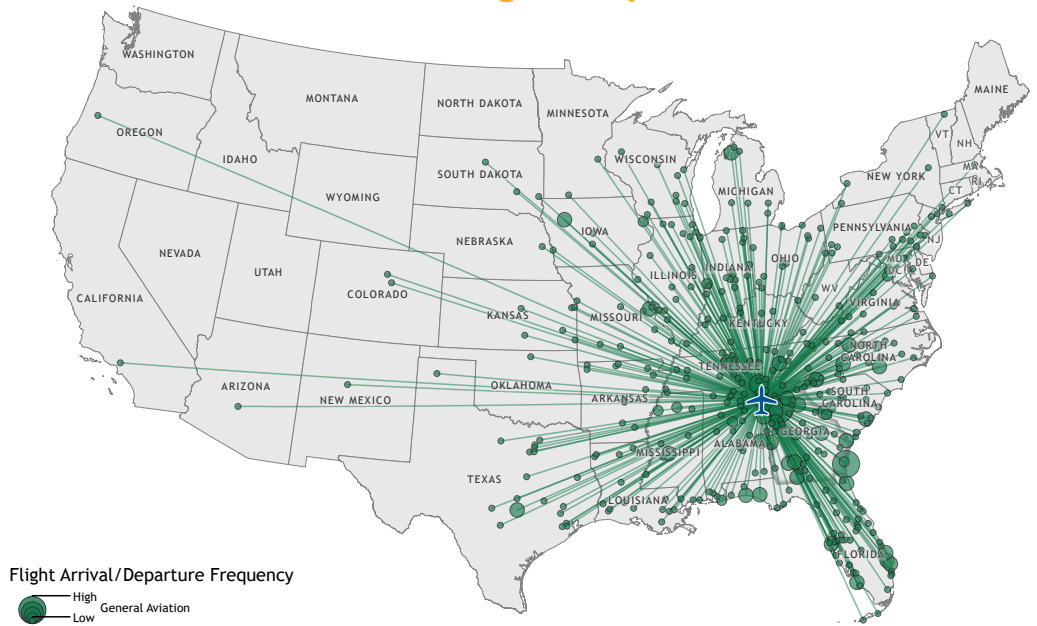 WASHINGTON
MONTANA
NORTH DAKOTA
MINNESOTA
MAINE
OREGON
IDAHO
SOUTH DAKOTA
WISCONSIN
VT
NH
NEW YORK
MA
RI
CT
WYOMING
MICHIGAN
NEBRASKA
IOWA
PENNSYLVANIA
NJ
NEVADA
UTAH
COLORADO
ILLINOIS
INDIANA
OHIO
MD
DE
DC
WV
VIRGINIA
CALIFORNIA
KANSAS
MISSOURI
KENTUCKY
NORTH
CAROLINA
TENNESSEE
ARIZONA
NEW MEXICO
OKLAHOMA
ARKANSAS
SOUTH
CAROLINA
GEORGIA
ALABAMA
MISSISSIPPI
TEXAS
LOUISIANA
FLORIDA
Flight Arrival/Departure Frequency
High
General Aviation
Low